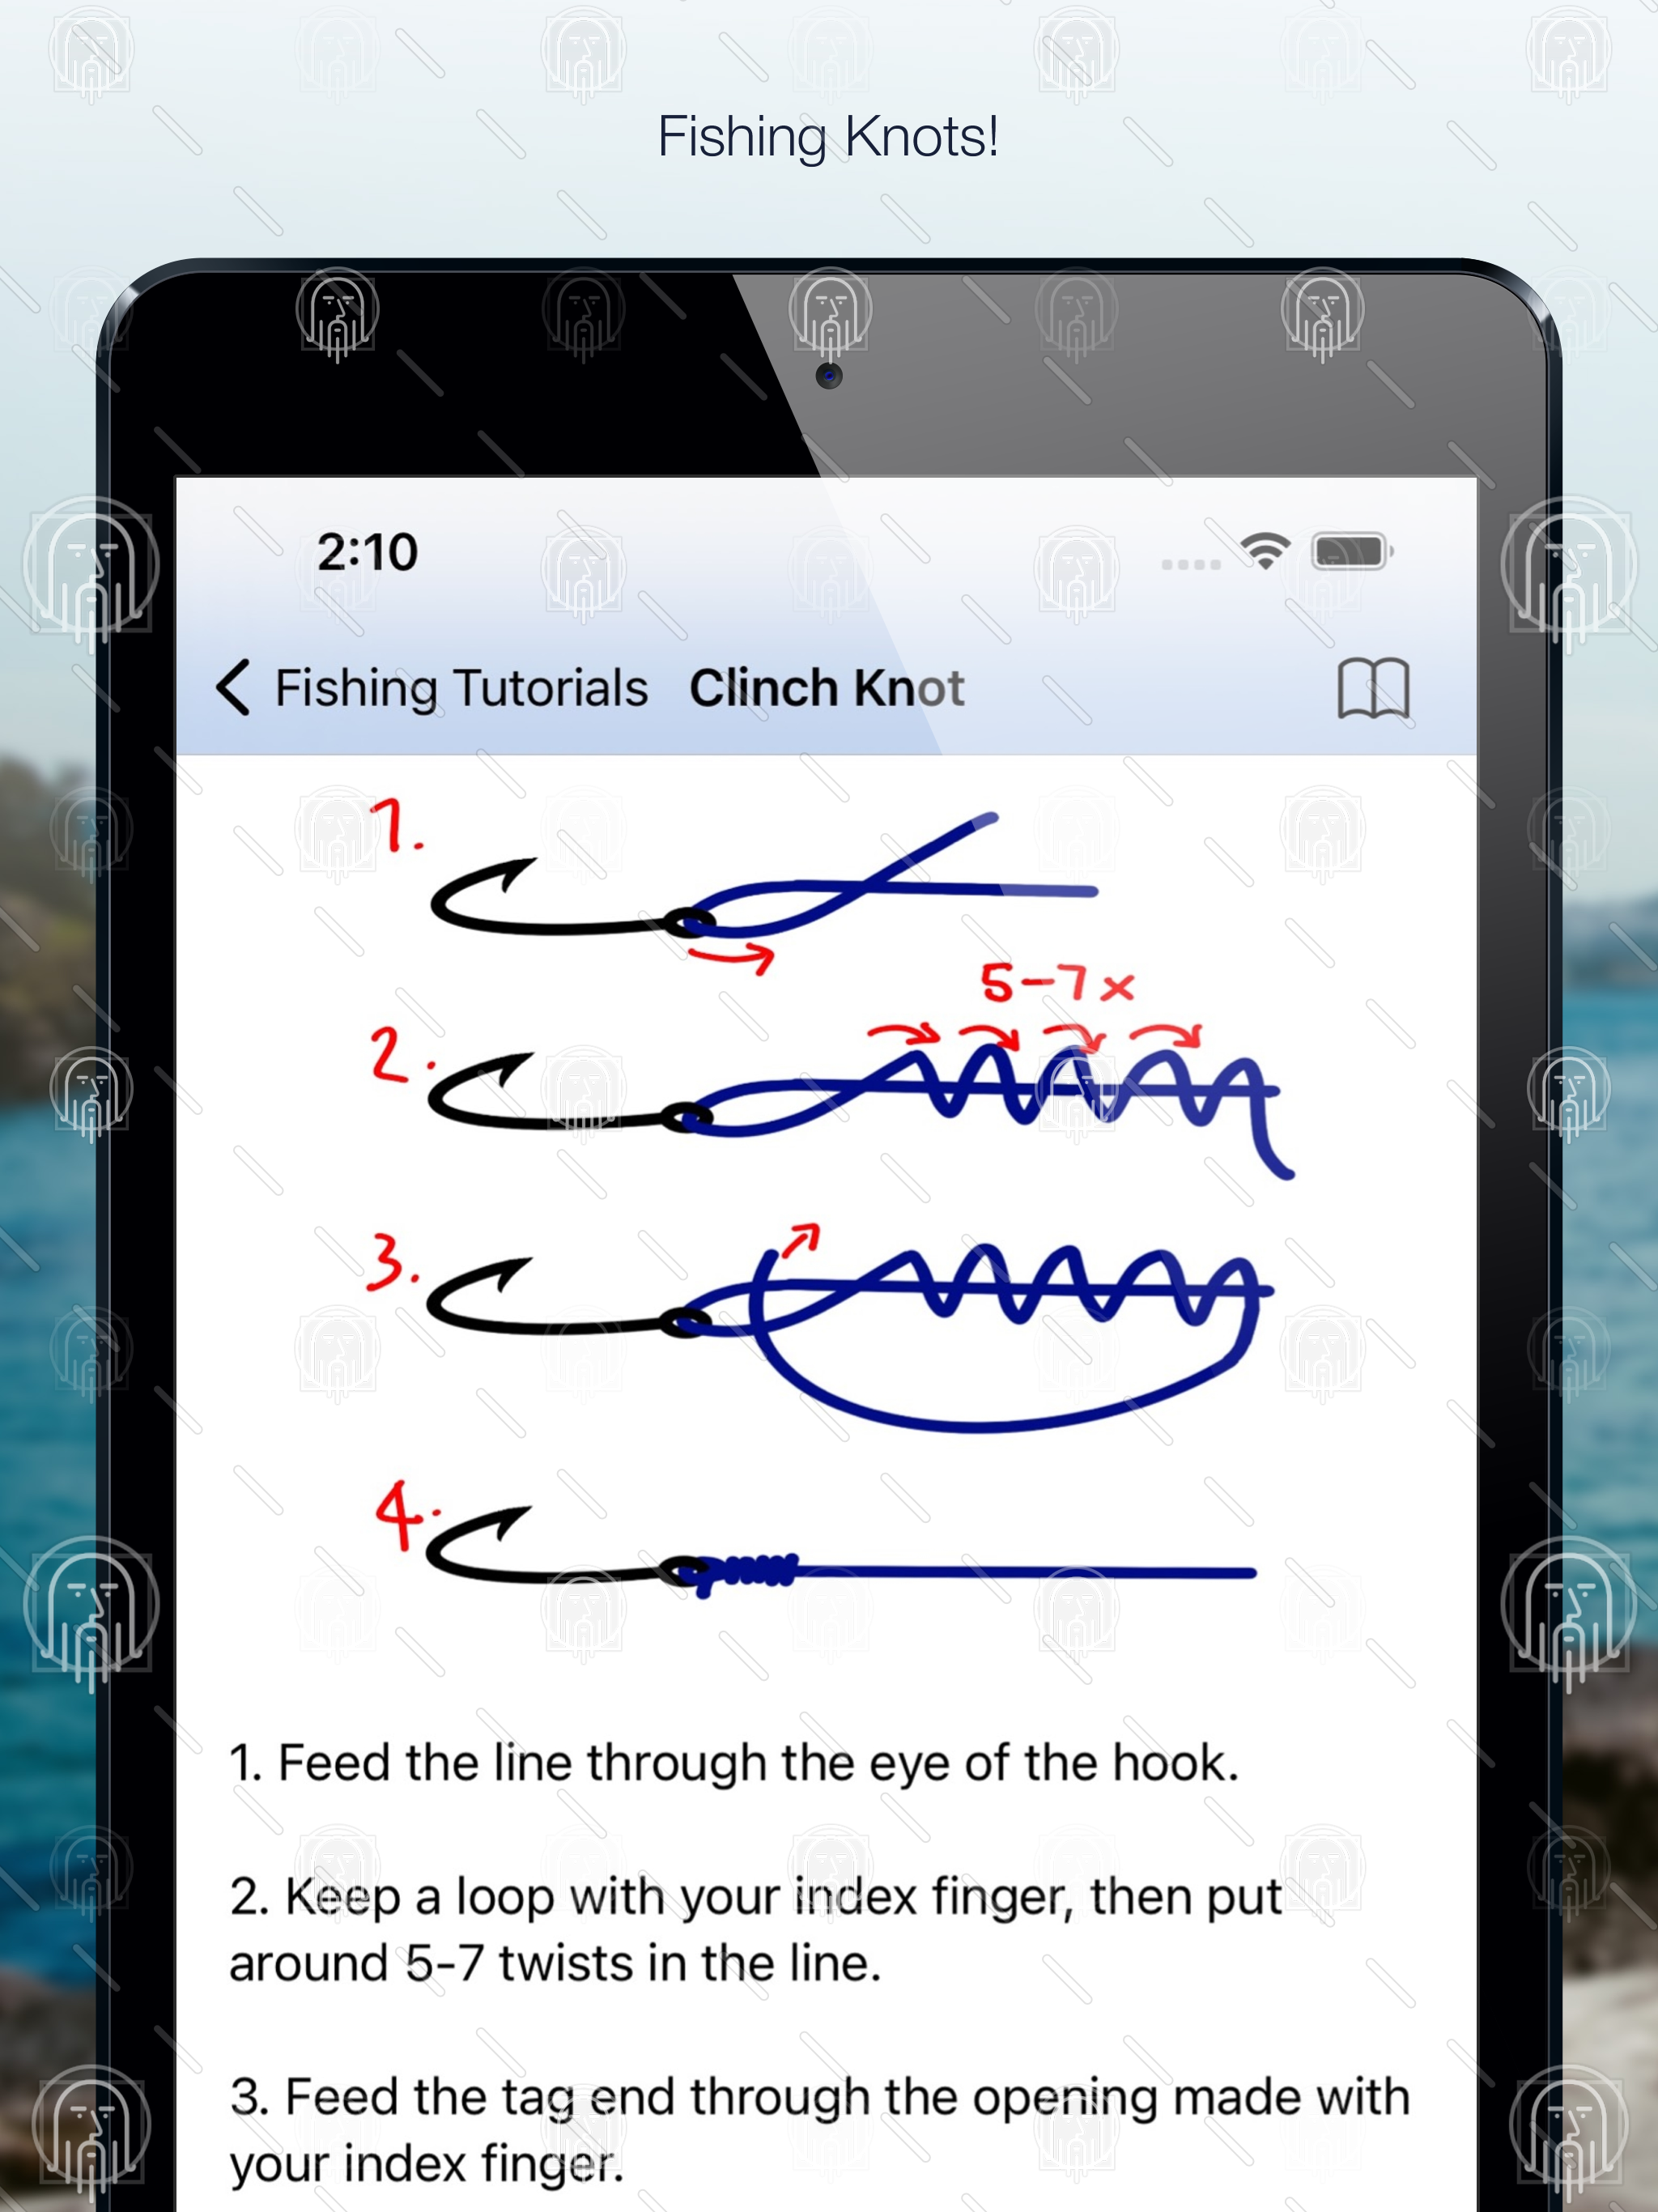 Fishing Knots!
2:10
Fishing Tutorials Clinch Knot
1.
5-7x
2.
3.
4.
1. Feed the line through the eye of the hook.
2. Keep a loop with your index finger, then put
around 5-7 twists in the line.
3. Feed the tag end through the opening made with
your index finger.